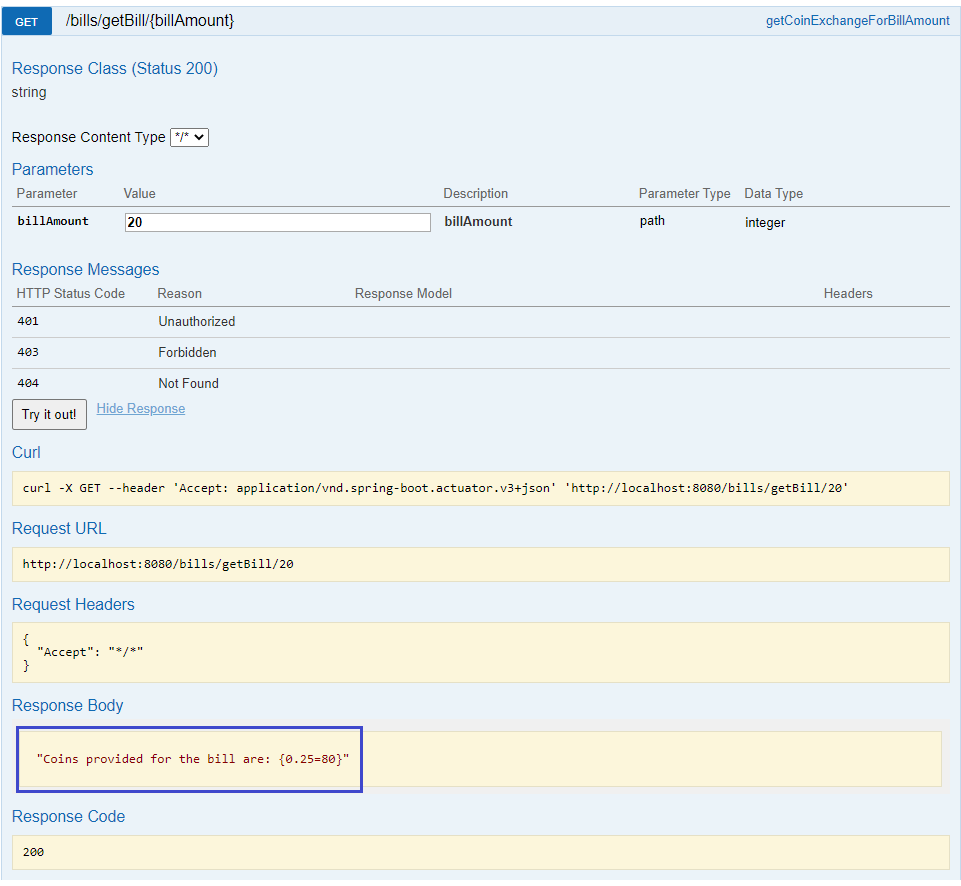 GET /bills/getBill/{billAmount} getCoinExchangeForBillAmount
Response Class (Status 200)
string
Response Content Type */*
Parameters
Parameter Value Description Parameter Type Data Type
billAmount 20 billAmount path integer
Response Messages
HTTP Status Code Reason Response Model Headers
401 Unauthorized
403 Forbidden
404 Not Found
Try it out! Hide Response
Curl
curl -X GET --header 'Accept: application/vnd.spring-boot.actuator.v3+json' 'http://localhost:8080/bills/getBill/20'
Request URL
http://localhost:8080/bills/getBill/20
Request Headers
{
"Accept": "*/*"
}
Response Body
"Coins provided for the bill are: {0.25=80}"
Response Code
200